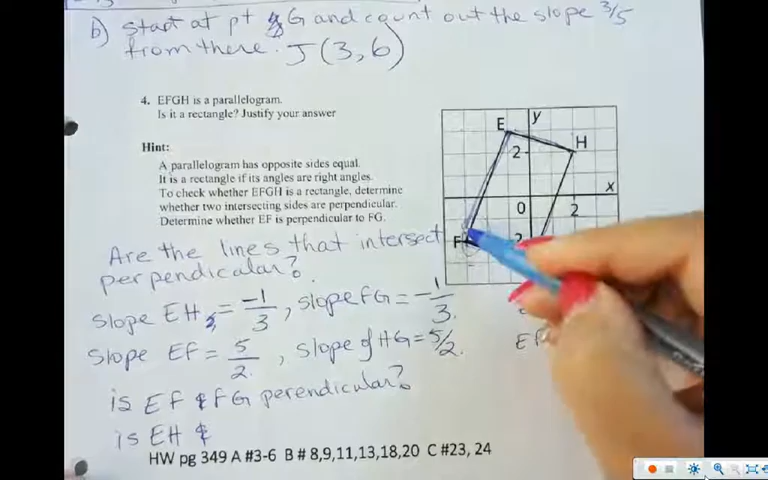 b) start at pt G and count out the slope 3/5
from there. J(3,6)
4. EFGH is a parallelogram.
Is it a rectangle? Justify your answer
Hint:
A parallelogram has opposite sides equal.
It is a rectangle if its angles are right angles.
To check whether EFGH is a rectangle, determine
whether two intersecting sides are perpendicular.
Determine whether EF is perpendicular to FG.
E y
H
2
x
0 2
F
Are the lines that intersect
perpendicular?
slope EH = -1/3, slope FG = -1/3.
slope EF = 5/2, slope of HG = 5/2.
is EF & FG perendicular?
is EH &
HW pg 349 A #3-6 B # 8,9,11,13,18,20 C #23, 24